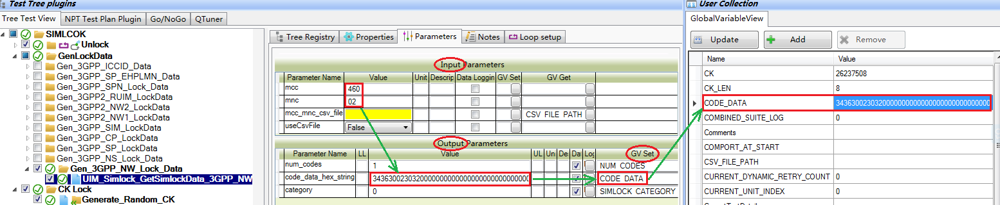 Test Tree plugins
Tree Test View NPT Test Plan Plugin Go/NoGo QTuner
SIMLCOK
Unlock
GenLockData
Gen_3GPP_ICCID_Data
Gen_3GPP_SP_EHPLMN_Data
Gen_3GPP_SPN_Lock_Data
Gen_3GPP2_RUIM_LockData
Gen_3GPP2_NW2_LockData
Gen_3GPP2_NW1_LockData
Gen_3GPP_SIM_LockData
Gen_3GPP_CP_LockData
Gen_3GPP_SP_LockData
Gen_3GPP_NS_Lock_Data
Gen_3GPP_NW_Lock_Data
UIM_Simlock_GetSimlockData_3GPP_NW
CK Lock
Generate_Random_CK
Tree Registry Properties Parameters Notes Loop setup
Input Parameters
Parameter Name Value Unit Descrip Data Loggin GV Set GV Get
mcc 460
mnc 02
mcc_mnc_csv_file CSV FILE PATH
useCsvFile False
Output Parameters
Parameter Name LL Value UL Uni De Dat Log GV Set
num_codes 1 NUM CODES
code_data_hex_string CODE DATA
category 0 SIMLOCK CATEGORY
User Collection
GlobalVariableView
Update Add Remove
Name Value
CK 26237508
CK_LEN 8
CODE_DATA
COMBINED_SUITE_LOG 0
Comments
COMPORT_AT_START
CSV_FILE_PATH
CURRENT_DYNAMIC_RETRY_COUNT 0
CURRENT_UNIT_INDEX 0